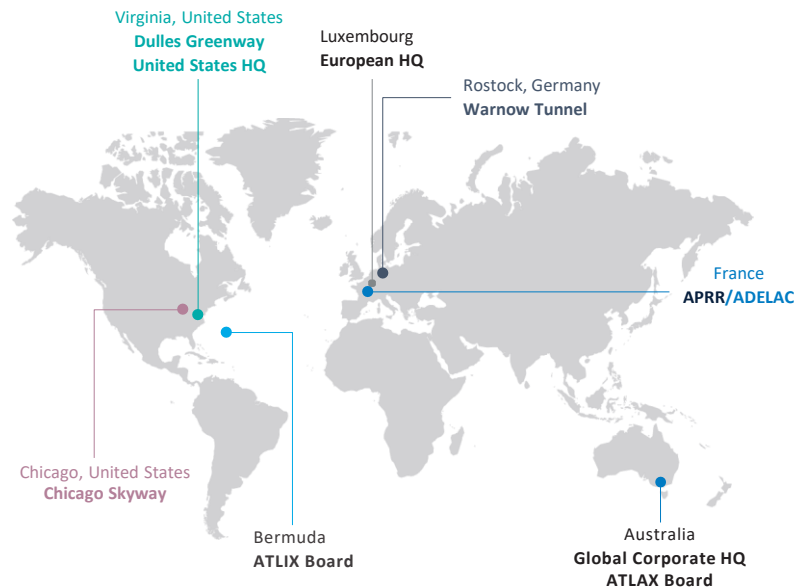 Virginia, United States
Dulles Greenway
United States HQ
Luxembourg
European HQ
Rostock, Germany
Warnow Tunnel
France
APRR/ADELAC
Chicago, United States
Chicago Skyway
Bermuda
ATLIX Board
Australia
Global Corporate HQ
ATLAX Board